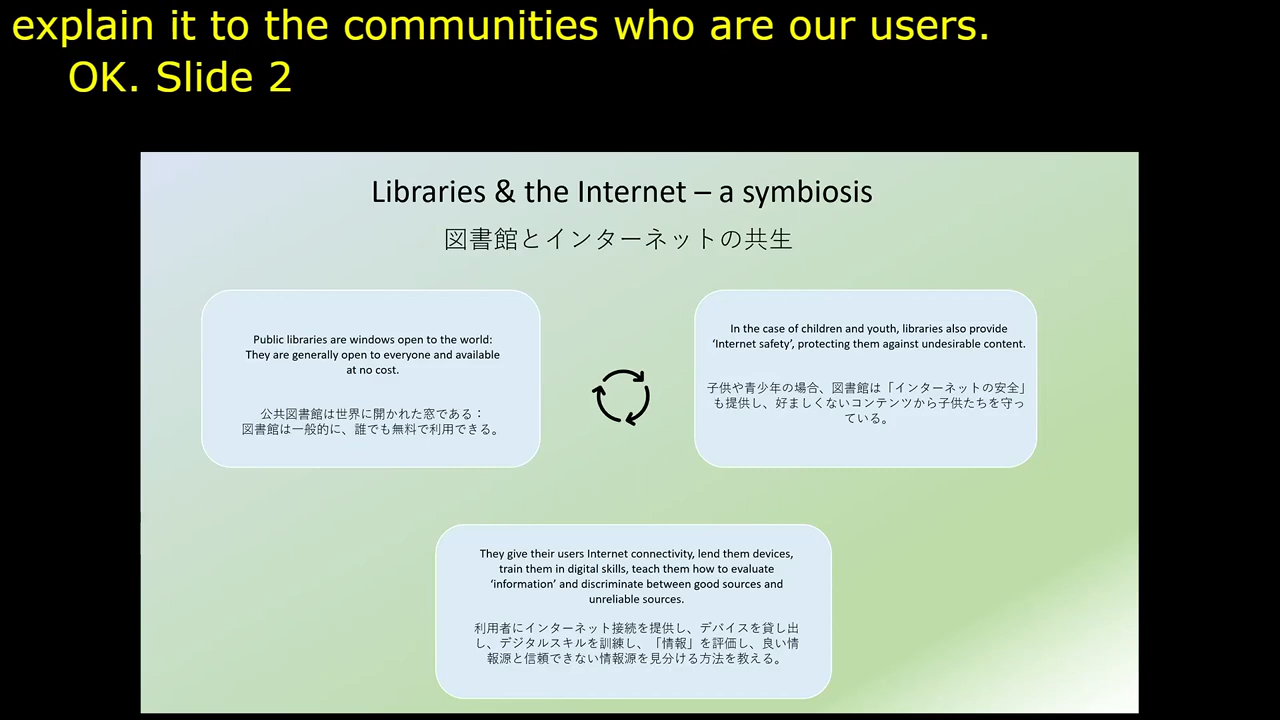 explain it to the communities who are our users.
OK. Slide 2
Libraries & the Internet – a symbiosis
図書館とインターネットの共生
Public libraries are windows open to the world:
They are generally open to everyone and available
at no cost.
公共図書館は世界に開かれた窓である：
図書館は一般的に、誰でも無料で利用できる。
In the case of children and youth, libraries also provide
‘Internet safety’, protecting them against undesirable content.
子供や青少年の場合、図書館は「インターネットの安全」
も提供し、好ましくないコンテンツから子供たちを守っ
ている。
They give their users Internet connectivity, lend them devices,
train them in digital skills, teach them how to evaluate
‘information’ and discriminate between good sources and
unreliable sources.
利用者にインターネット接続を提供し、デバイスを貸し出
し、デジタルスキルを訓練し、「情報」を評価し、良い情
報源と信頼できない情報源を見分ける方法を教える。